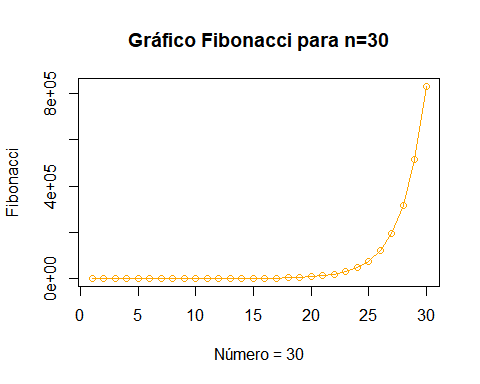 Gráfico Fibonacci para n=30
8e+05
4e+05
0e+00
Fibonacci
0 5 10 15 20 25 30
Número = 30